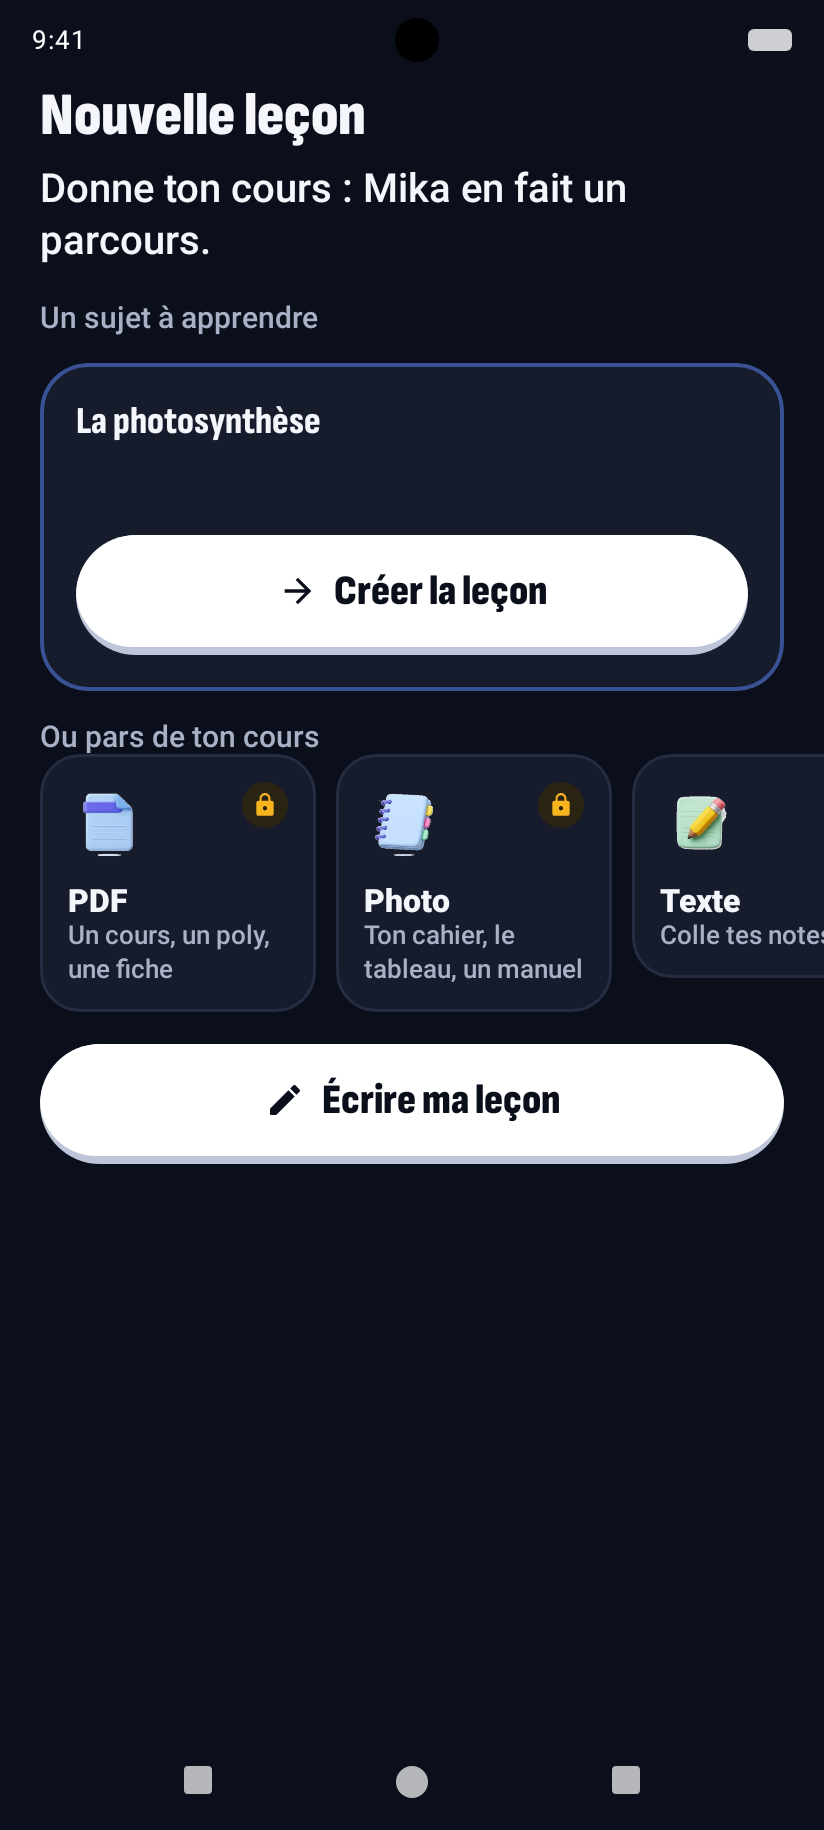 9:41
Nouvelle leçon
Donne ton cours : Mika en fait un
parcours.
Un sujet à apprendre
La photosynthèse
Créer la leçon
Ou pars de ton cours
PDF
Un cours, un poly,
une fiche
Photo
Ton cahier, le
tableau, un manuel
Texte
Colle tes notes
Écrire ma leçon